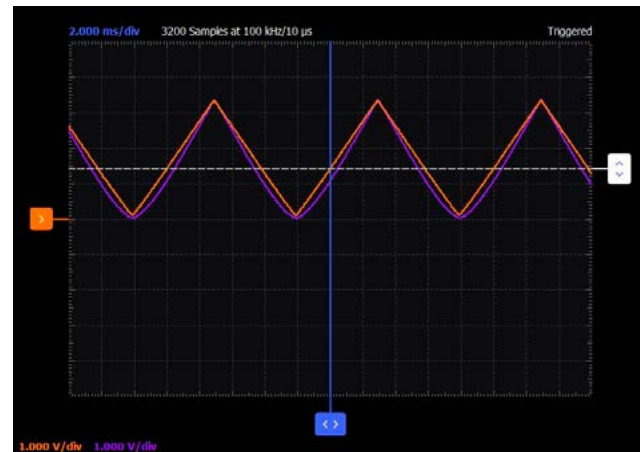 2.000 ms/div 3200 Samples at 100 kHz/10 µs Triggered
1.000 V/div 1.000 V/div